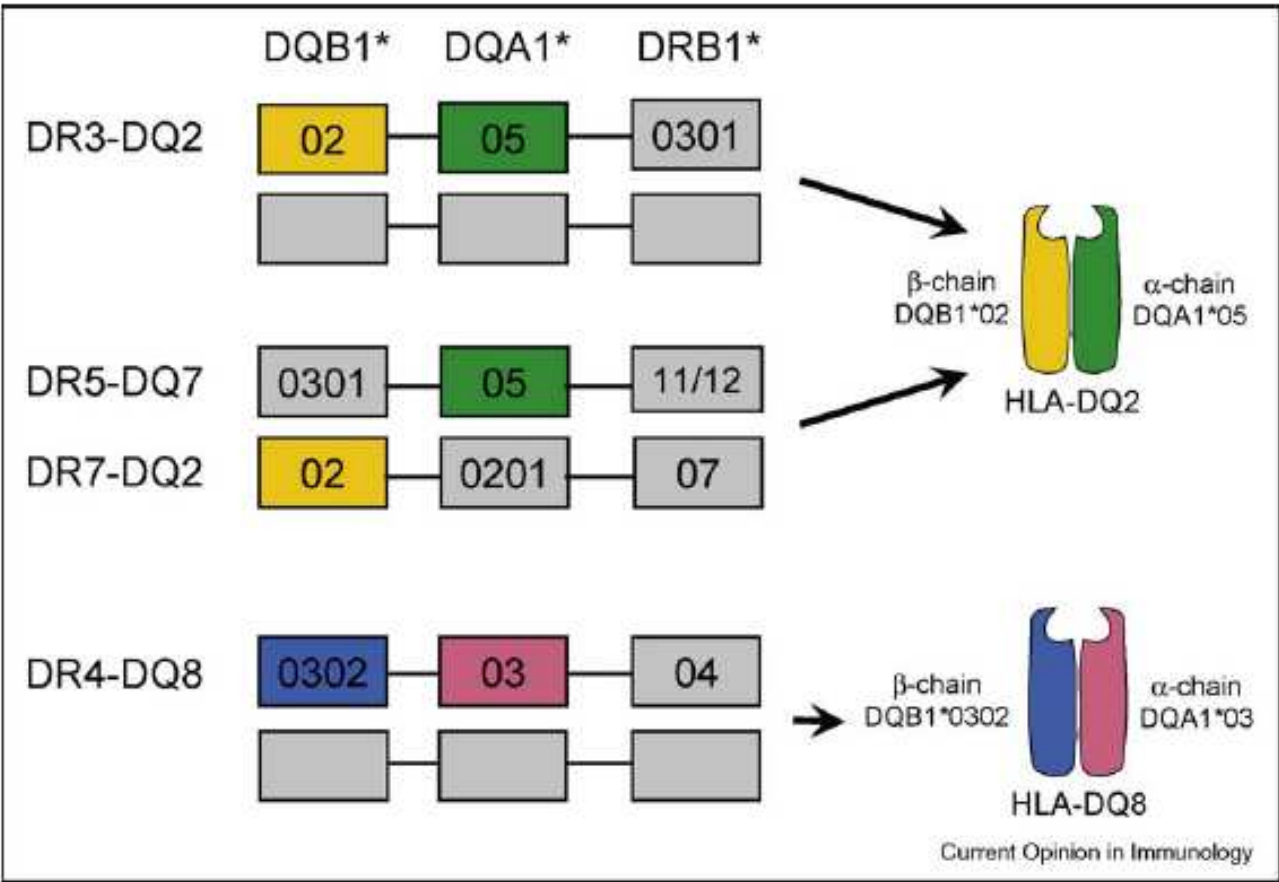 DQB1* DQA1* DRB1*
DR3-DQ2 02 05 0301
β-chain
DQB1*02
α-chain
DQA1*05
HLA-DQ2
DR5-DQ7 0301 05 11/12
DR7-DQ2 02 0201 07
DR4-DQ8 0302 03 04
β-chain
DQB1*0302
α-chain
DQA1*03
HLA-DQ8
Current Opinion in Immunology